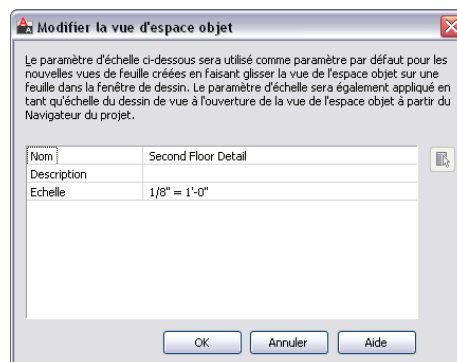 Modifier la vue d'espace objet
Le paramètre d'échelle ci-dessous sera utilisé comme paramètre par défaut pour les
nouvelles vues de feuille créées en faisant glisser la vue de l'espace objet sur une
feuille dans la fenêtre de dessin. Le paramètre d'échelle sera également appliqué en
tant qu'échelle du dessin de vue à l'ouverture de la vue de l'espace objet à partir du
Navigateur du projet.
Nom Second Floor Detail
Description
Echelle 1/8" = 1'-0"
OK Annuler Aide